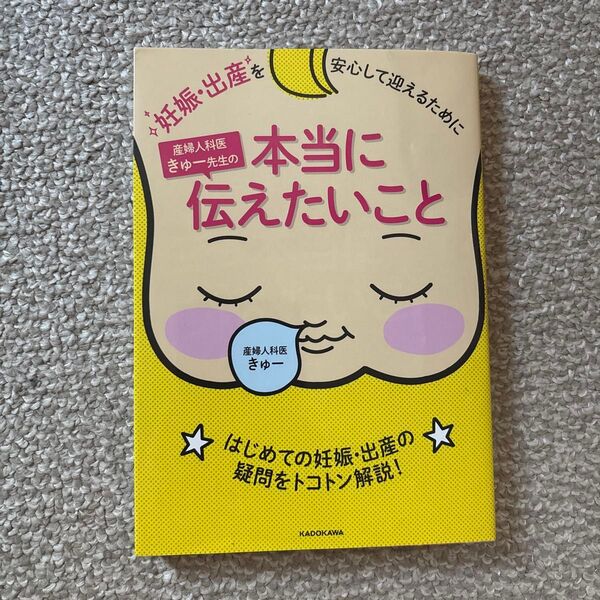 妊娠・出産を
安心して迎えるために
産婦人科医
きゅー先生の
本当に
伝えたいこと
産婦人科医
きゅー
はじめての妊娠・出産の
疑問をトコトン解説！
KADOKAWA